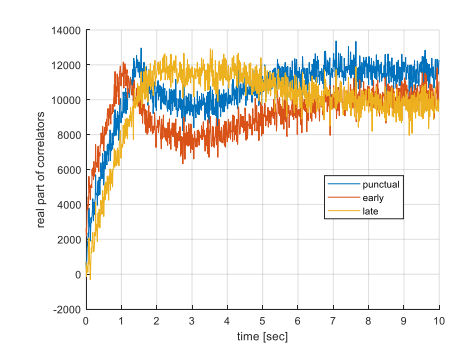 14000
12000
10000
8000
6000
4000
2000
0
-2000
0 1 2 3 4 5 6 7 8 9 10
real part of correlators
time [sec]
punctual
early
late